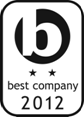 b
★ ★
best company
2012